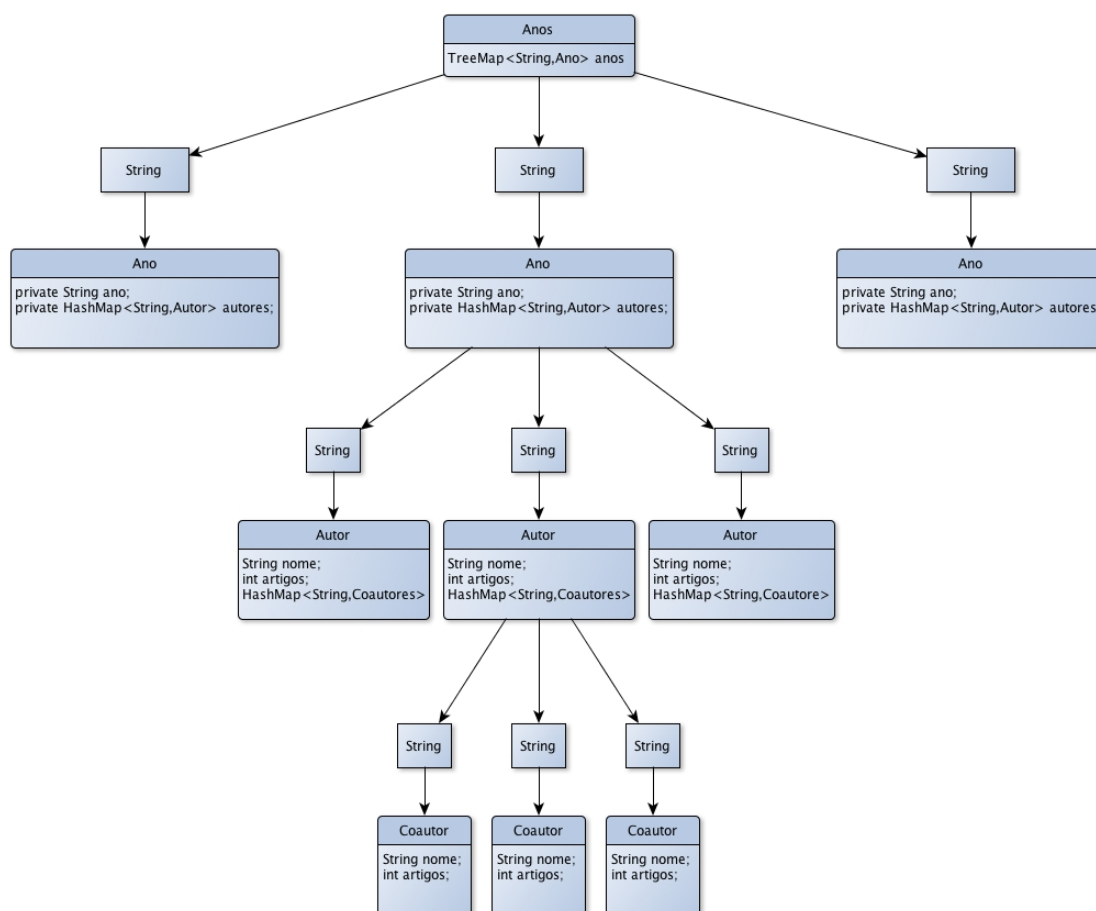 Anos
TreeMap<String,Ano> anos
String
String
String
Ano
private String ano;
private HashMap<String,Autor> autores;
Ano
private String ano;
private HashMap<String,Autor> autores;
Ano
private String ano;
private HashMap<String,Autor> autores
String
String
String
Autor
String nome;
int artigos;
HashMap<String,Coautores>
Autor
String nome;
int artigos;
HashMap<String,Coautores>
Autor
String nome;
int artigos;
HashMap<String,Coautore>
String
String
String
Coautor
String nome;
int artigos;
Coautor
String nome;
int artigos;
Coautor
String nome;
int artigos;